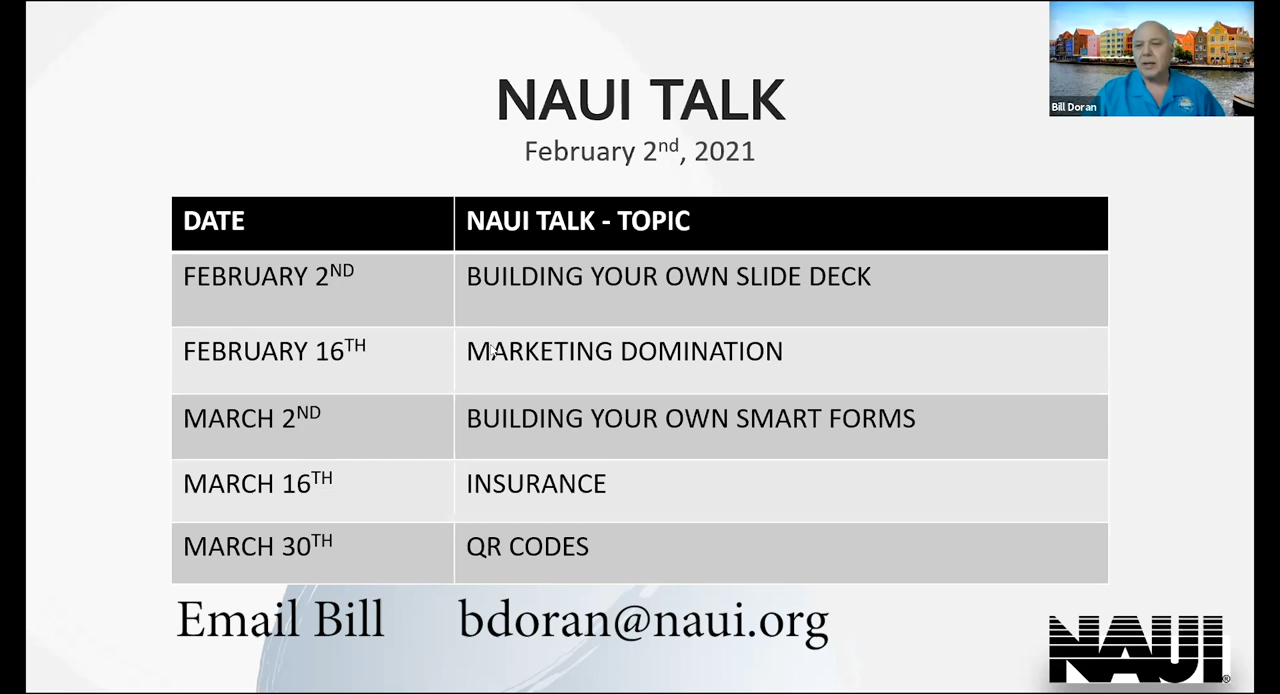 NAUI TALK
February 2nd, 2021
DATE NAUI TALK - TOPIC
FEBRUARY 2ND BUILDING YOUR OWN SLIDE DECK
FEBRUARY 16TH MARKETING DOMINATION
MARCH 2ND BUILDING YOUR OWN SMART FORMS
MARCH 16TH INSURANCE
MARCH 30TH QR CODES
Email Bill bdoran@naui.org
NAUI®
Bill Doran